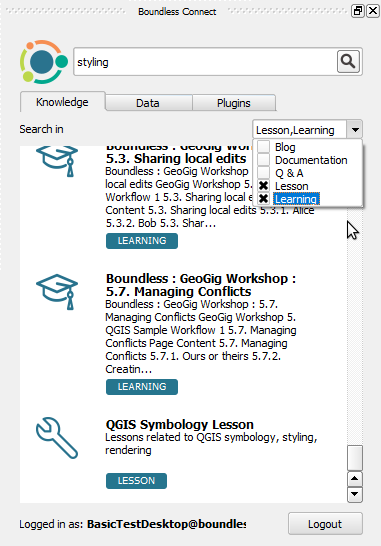 Boundless Connect
styling
Knowledge Data Plugins
Search in Lesson,Learning
Blog
Documentation
Q & A
Lesson
Learning
Boundless : GeoGig Wor
5.3. Sharing local edits
Boundless : GeoGig Workshop
local edits GeoGig Workshop 5.
Workflow 1 5.3. Sharing local e
Content 5.3. Sharing local edits 5.3.1. Alice
5.3.2. Bob 5.3. Shar...
LEARNING
Boundless : GeoGig Workshop :
5.7. Managing Conflicts
Boundless : GeoGig Workshop : 5.7.
Managing Conflicts GeoGig Workshop 5.
QGIS Sample Workflow 1 5.7. Managing
Conflicts Page Content 5.7. Managing
Conflicts 5.7.1. Ours or theirs 5.7.2.
Creatin...
LEARNING
QGIS Symbology Lesson
Lessons related to QGIS symbology, styling,
rendering
LESSON
Logged in as: BasicTestDesktop@boundles
Logout